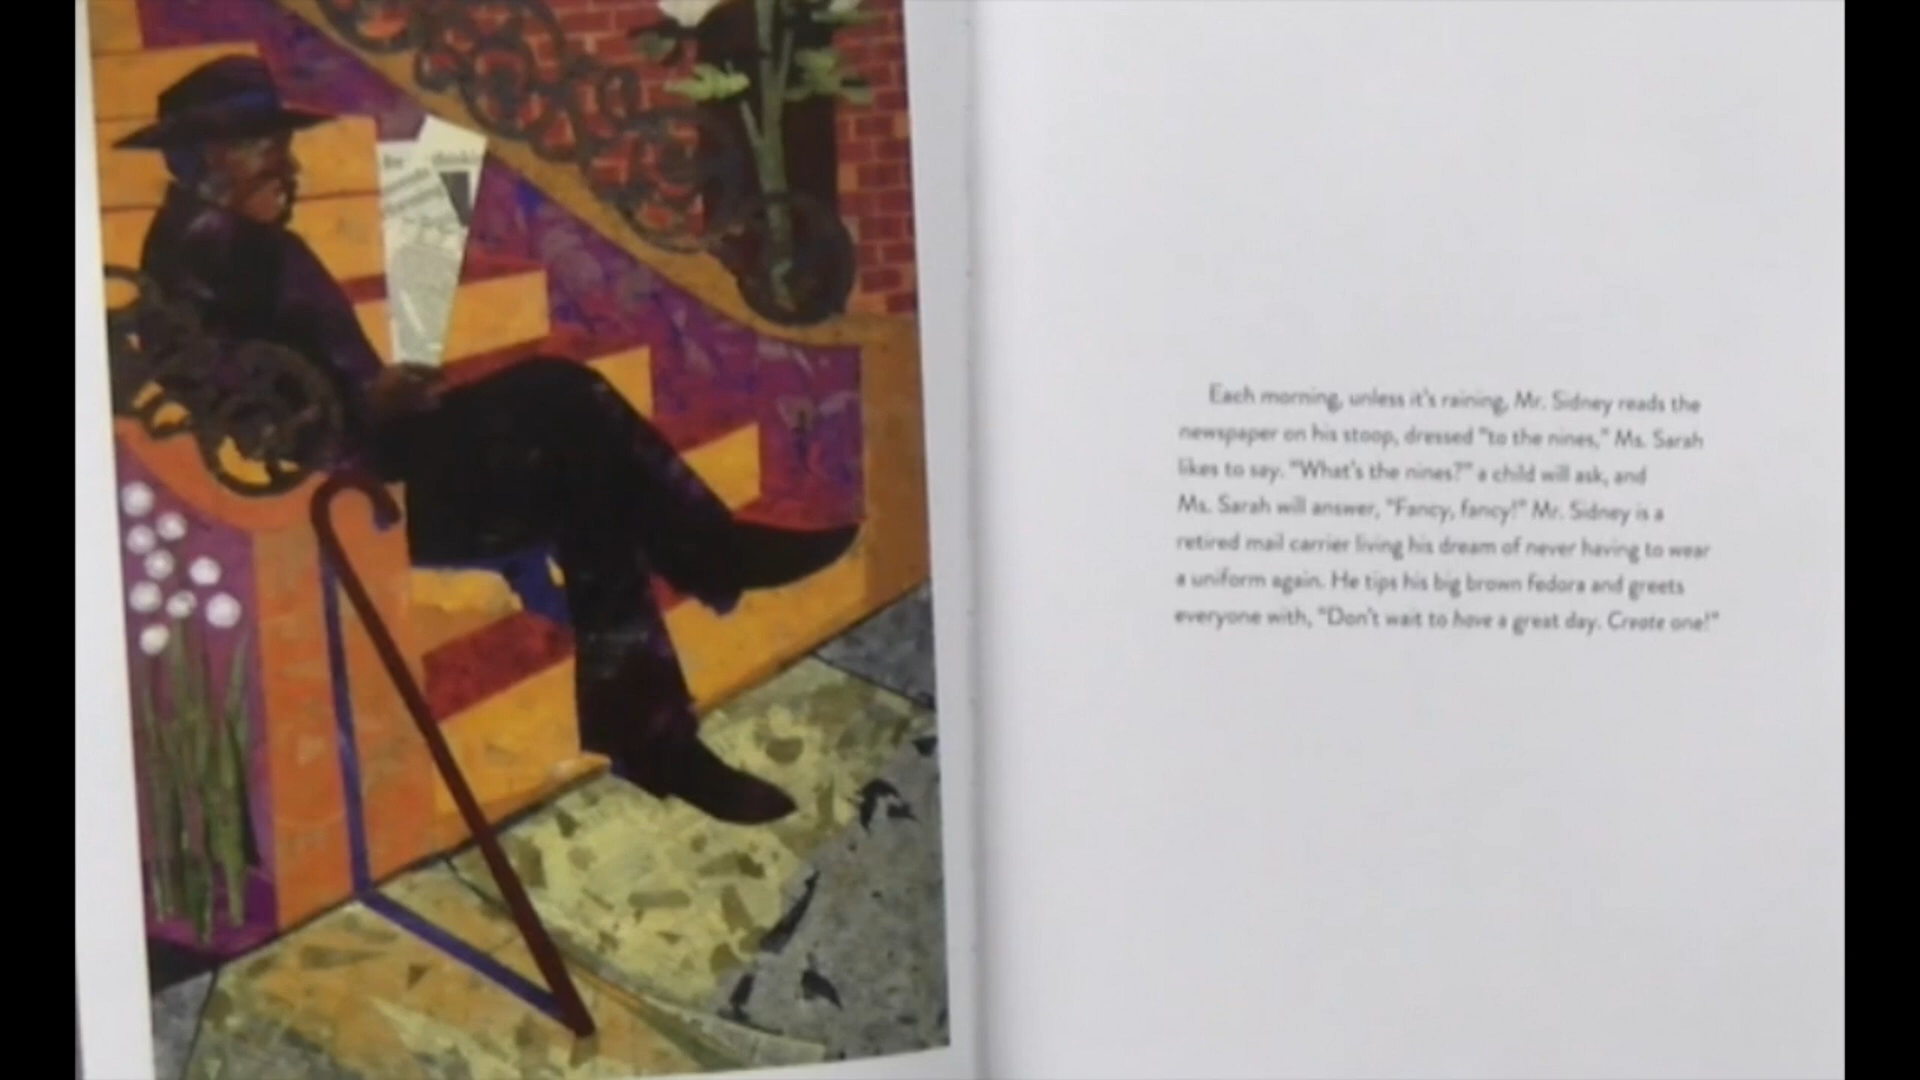 thinkin
Each morning, unless it's raining, Mr. Sidney reads the
newspaper on his stoop, dressed "to the nines," Ms. Sarah
likes to say. "What's the nines?" a child will ask, and
Ms. Sarah will answer, "Fancy, fancy!" Mr. Sidney is a
retired mail carrier living his dream of never having to wear
a uniform again. He tips his big brown fedora and greets
everyone with, "Don't wait to have a great day. Create one!"